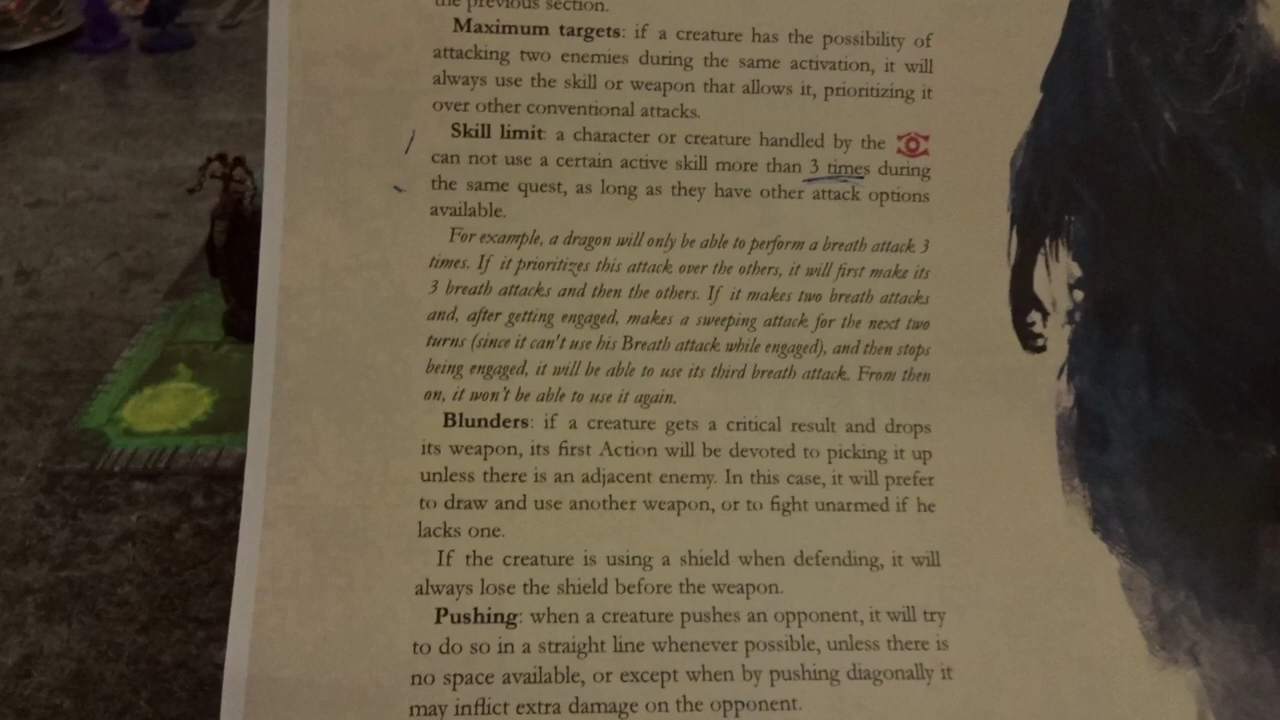 the previous section.
Maximum targets: if a creature has the possibility of
attacking two enemies during the same activation, it will
always use the skill or weapon that allows it, prioritizing it
over other conventional attacks.
Skill limit: a character or creature handled by the
can not use a certain active skill more than 3 times during
the same quest, as long as they have other attack options
available.
For example, a dragon will only be able to perform a breath attack 3
times. If it prioritizes this attack over the others, it will first make its
3 breath attacks and then the others. If it makes two breath attacks
and, after getting engaged, makes a sweeping attack for the next two
turns (since it can't use his Breath attack while engaged), and then stops
being engaged, it will be able to use its third breath attack. From then
on, it won't be able to use it again.
Blunders: if a creature gets a critical result and drops
its weapon, its first Action will be devoted to picking it up
unless there is an adjacent enemy. In this case, it will prefer
to draw and use another weapon, or to fight unarmed if he
lacks one.
If the creature is using a shield when defending, it will
always lose the shield before the weapon.
Pushing: when a creature pushes an opponent, it will try
to do so in a straight line whenever possible, unless there is
no space available, or except when by pushing diagonally it
may inflict extra damage on the opponent.